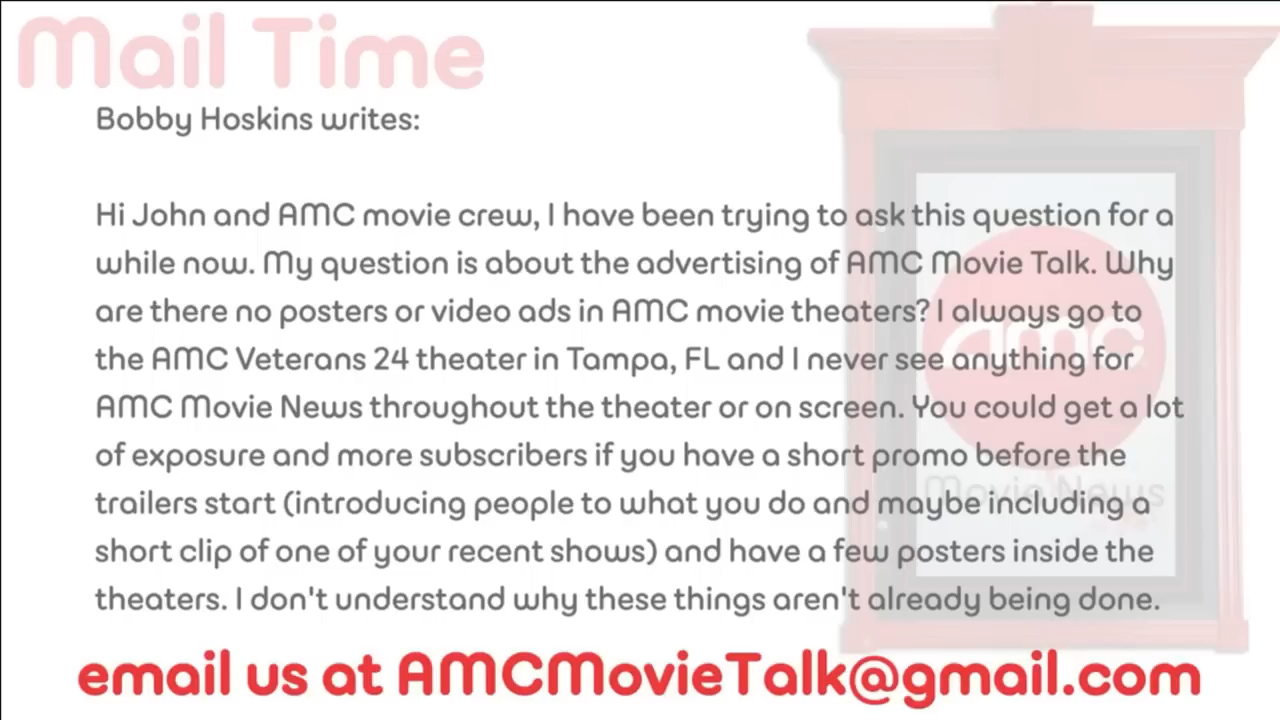 Mail Time
Bobby Hoskins writes:
Hi John and AMC movie crew, I have been trying to ask this question for a
while now. My question is about the advertising of AMC Movie Talk. Why
are there no posters or video ads in AMC movie theaters? I always go to
the AMC Veterans 24 theater in Tampa, FL and I never see anything for
AMC Movie News throughout the theater or on screen. You could get a lot
of exposure and more subscribers if you have a short promo before the
trailers start (introducing people to what you do and maybe including a
short clip of one of your recent shows) and have a few posters inside the
theaters. I don't understand why these things aren't already being done.
amc
Movie News
email us at AMCMovieTalk@gmail.com